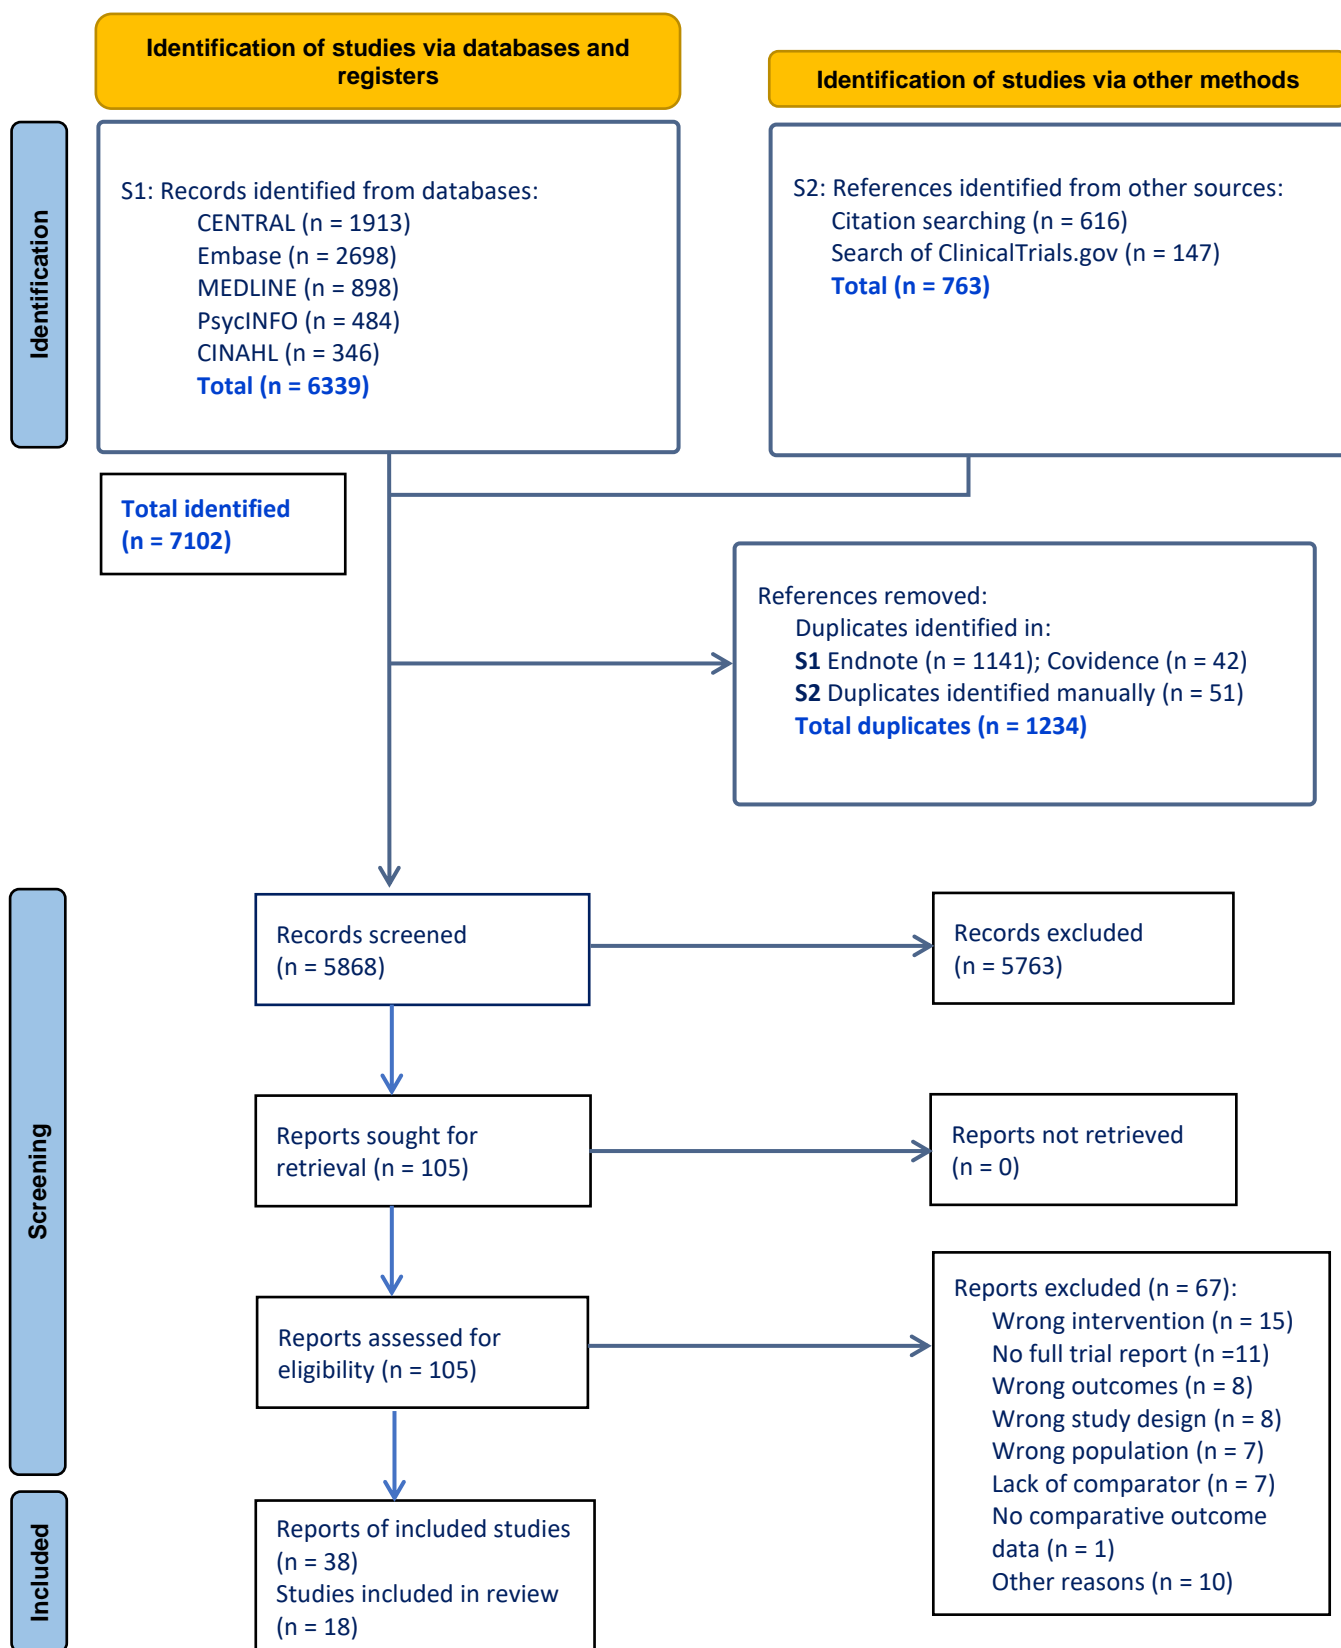 Identification of studies via databases and
registers
Identification of studies via other methods
Identification
S1: Records identified from databases:
CENTRAL (n = 1913)
Embase (n = 2698)
MEDLINE (n = 898)
PsycINFO (n = 484)
CINAHL (n = 346)
Total (n = 6339)
S2: References identified from other sources:
Citation searching (n = 616)
Search of ClinicalTrials.gov (n = 147)
Total (n = 763)
Total identified
(n = 7102)
References removed:
Duplicates identified in:
S1 Endnote (n = 1141); Covidence (n = 42)
S2 Duplicates identified manually (n = 51)
Total duplicates (n = 1234)
Screening
Records screened
(n = 5868)
Records excluded
(n = 5763)
Reports sought for
retrieval (n = 105)
Reports not retrieved
(n = 0)
Reports assessed for
eligibility (n = 105)
Reports excluded (n = 67):
Wrong intervention (n = 15)
No full trial report (n =11)
Wrong outcomes (n = 8)
Wrong study design (n = 8)
Wrong population (n = 7)
Lack of comparator (n = 7)
No comparative outcome
data (n = 1)
Other reasons (n = 10)
Included
Reports of included studies
(n = 38)
Studies included in review
(n = 18)